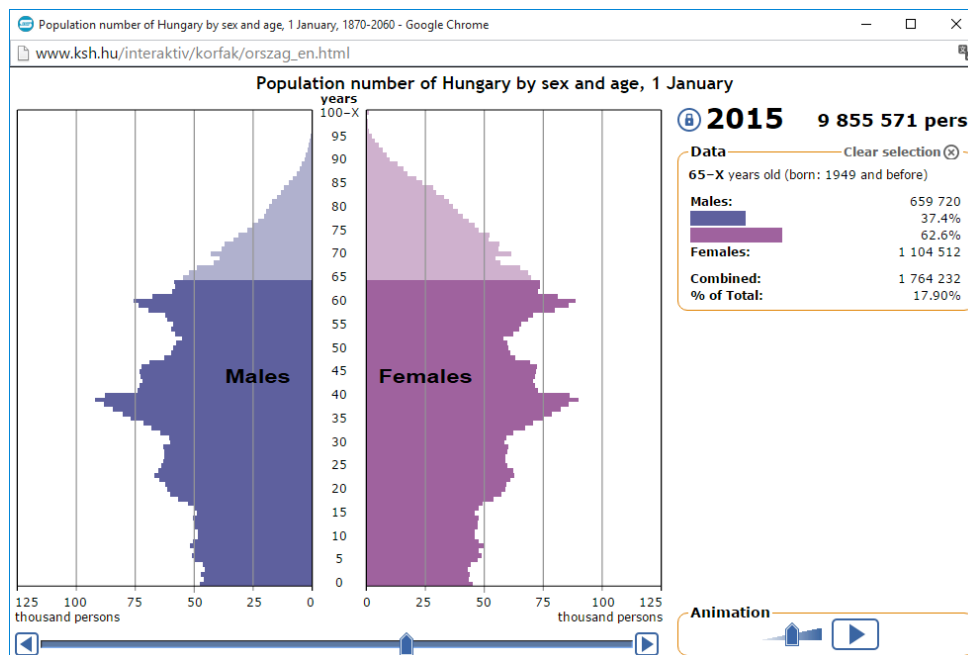 Population number of Hungary by sex and age, 1 January, 1870-2060 - Google Chrome
www.ksh.hu/interaktiv/korfak/orszag_en.html
Population number of Hungary by sex and age, 1 January
years
100-X
95
90
85
80
75
70
65
60
55
50
45
40
35
30
25
20
15
10
5
0
Males
Females
125 100 75 50 25 0
thousand persons
0 25 50 75 100 125
thousand persons
2015 9 855 571 pers
Data Clear selection
65-X years old (born: 1949 and before)
Males: 659 720
37.4%
62.6%
Females: 1 104 512
Combined: 1 764 232
% of Total: 17.90%
Animation